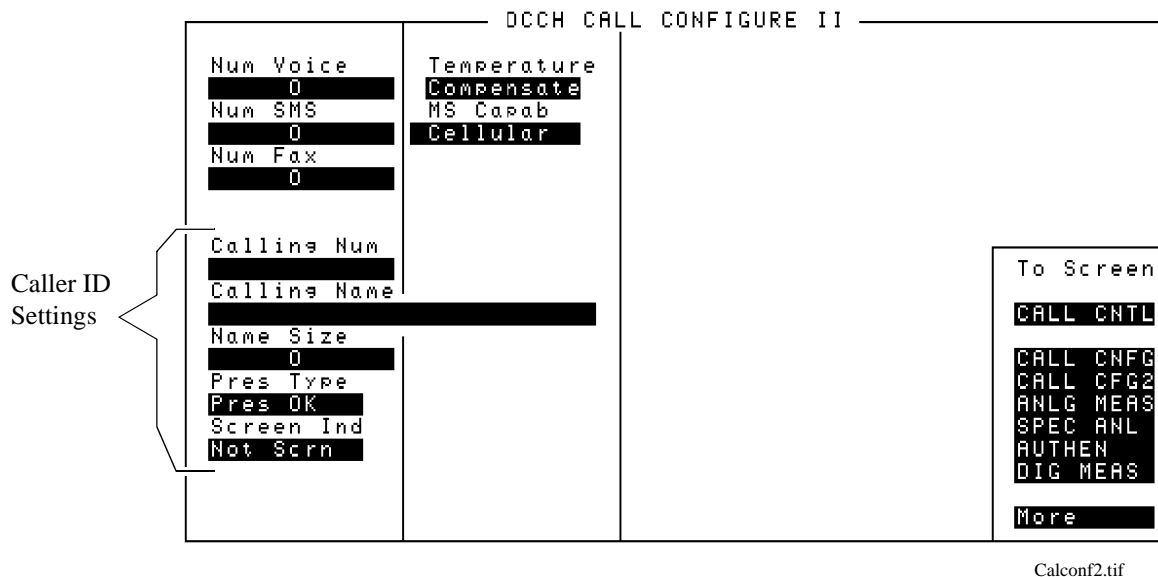 DCCH CALL CONFIGURE II
Num Voice
0
Num SMS
0
Num Fax
0
Temperature
Compensate
MS Capab
Cellular
Caller ID
Settings
Calling Num
Calling Name
Name Size
0
Pres Type
Pres OK
Screen Ind
Not Scrn
To Screen
CALL CNTL
CALL CNFG
CALL CFG2
ANLG MEAS
SPEC ANL
AUTHEN
DIG MEAS
More
Calconf2.tif